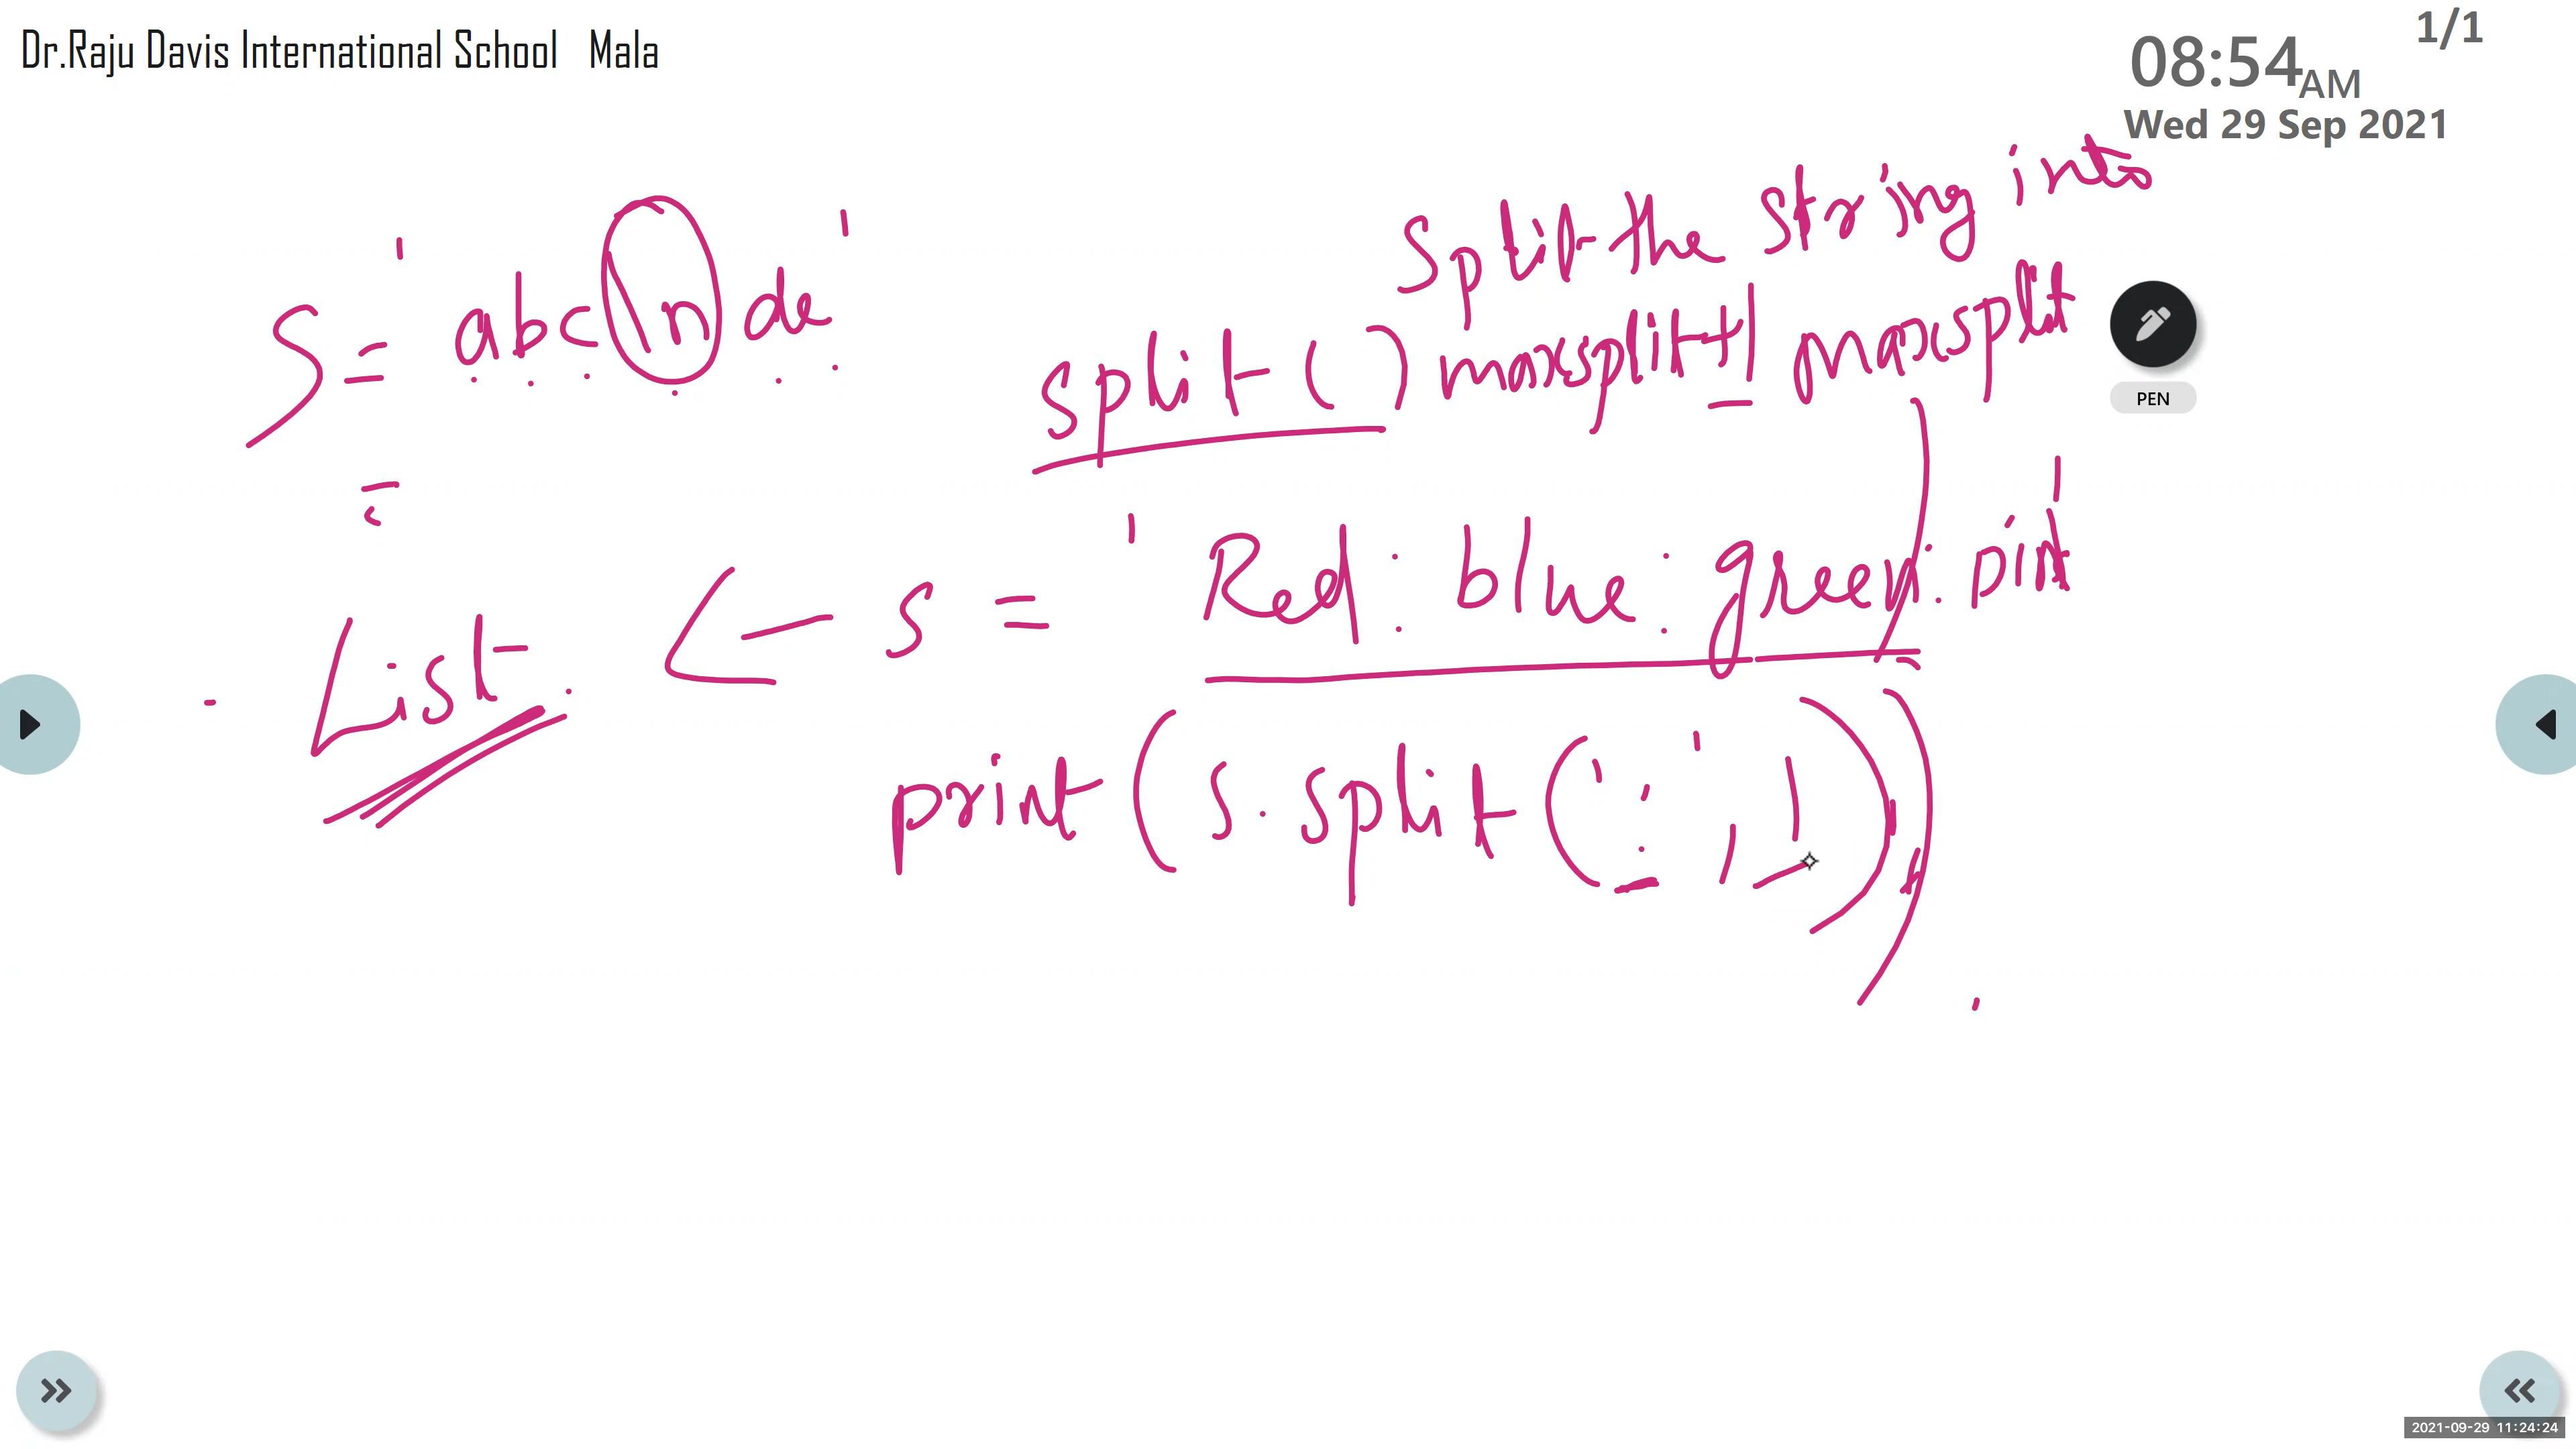 Dr.Raju Davis International School Mala
1/1
08:54 AM
Wed 29 Sep 2021
S = 'abc\nde'
Split the string into
split() maxsplit+1 maxsplit
PEN
List ← s = 'Red: blue: green: pink'
print(s.split(':',1))
2021-09-29 11:24:24